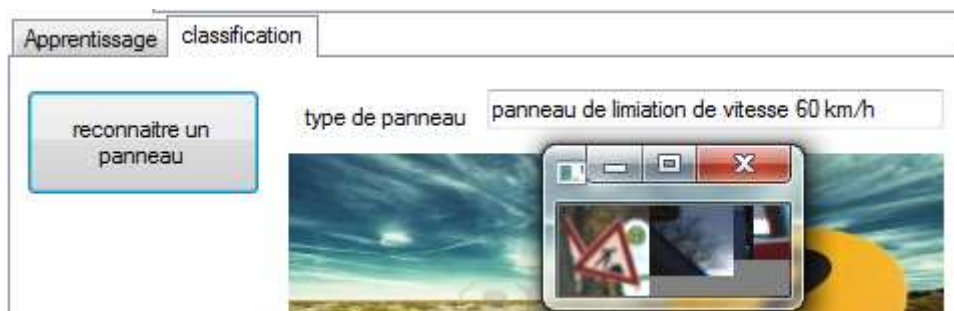 Apprentissage
classification
reconnaitre un
panneau
type de panneau
panneau de limiation de vitesse 60 km/h